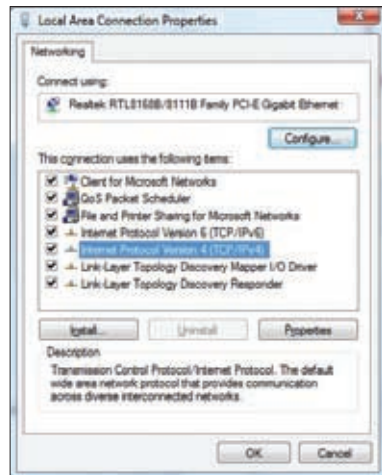 Local Area Connection Properties
Networking
Connect using:
Realtek RTL8168B/8111B Family PCI-E Gigabit Ethernet
Configure...
This connection uses the following items:
Client for Microsoft Networks
QoS Packet Scheduler
File and Printer Sharing for Microsoft Networks
Internet Protocol Version 6 (TCP/IPv6)
Internet Protocol Version 4 (TCP/IPv4)
Link-Layer Topology Discovery Mapper I/O Driver
Link-Layer Topology Discovery Responder
Install... Uninstall Properties
Description
Transmission Control Protocol/Internet Protocol. The default
wide area network protocol that provides communication
across diverse interconnected networks.
OK Cancel